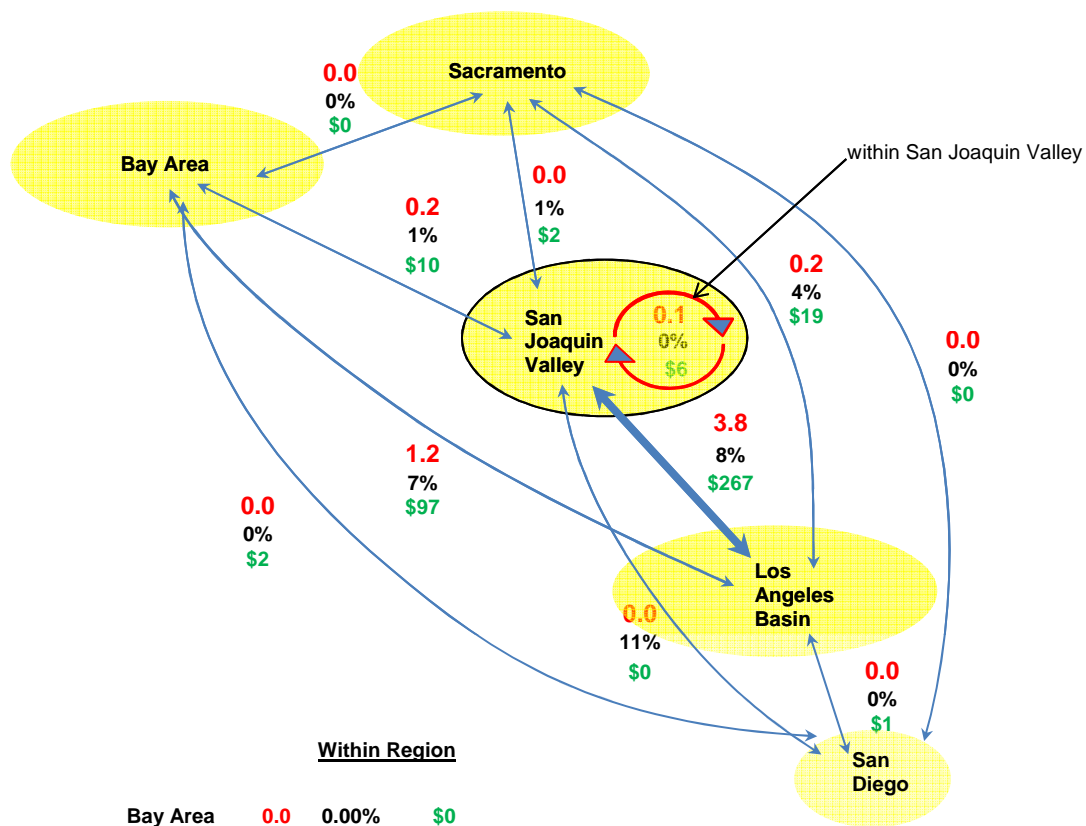 Sacramento
0.0
0%
$0
Bay Area
within San Joaquin Valley
0.0
1%
$2
0.2
1%
$10
0.2
4%
$19
San
Joaquin
Valley
0.1
0%
$6
0.0
0%
$0
3.8
8%
$267
1.2
7%
$97
0.0
0%
$2
Los
Angeles
Basin
0.0
11%
$0
0.0
0%
$1
San
Diego
Within Region
Bay Area 0.0 0.00% $0